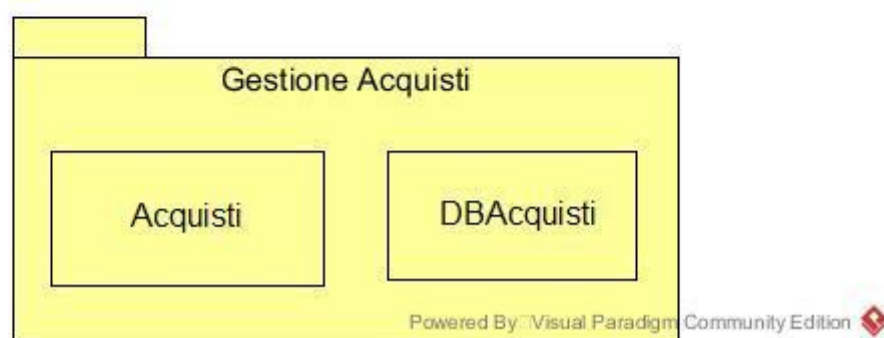 Gestione Acquisti
Acquisti
DBAcquisti
Powered By Visual Paradigm Community Edition